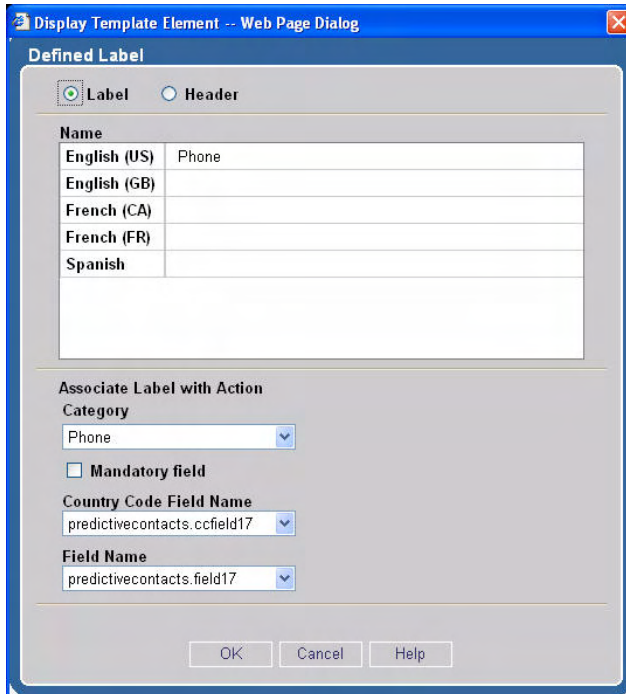 Display Template Element -- Web Page Dialog
Defined Label
Label Header
Name
English (US) Phone
English (GB)
French (CA)
French (FR)
Spanish
Associate Label with Action
Category
Phone
Mandatory field
Country Code Field Name
predictivecontacts.ccfield17
Field Name
predictivecontacts.field17
OK Cancel Help